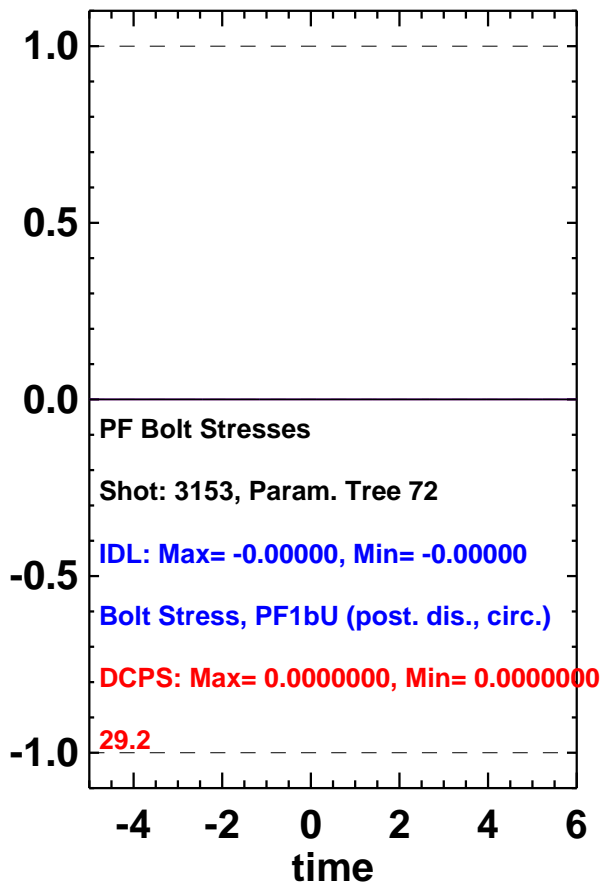 1.0
0.5
0.0
PF Bolt Stresses
Shot: 3153, Param. Tree 72
IDL: Max= -0.00000, Min= -0.00000
-0.5
Bolt Stress, PF1bU (post. dis., circ.)
DCPS: Max= 0.0000000, Min= 0.0000000
29.2
-1.0
-4 -2 0 2 4 6
time